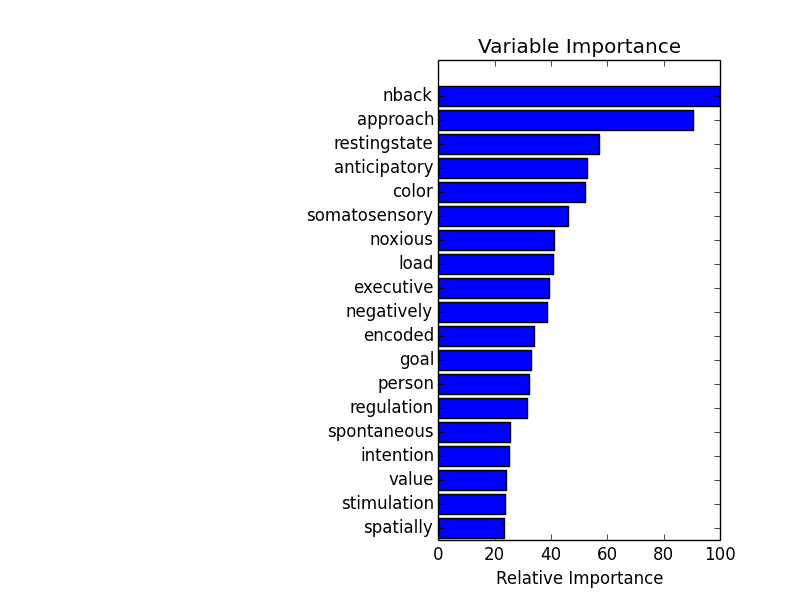 Variable Importance
nback
approach
restingstate
anticipatory
color
somatosensory
noxious
load
executive
negatively
encoded
goal
person
regulation
spontaneous
intention
value
stimulation
spatially
0 20 40 60 80 100
Relative Importance